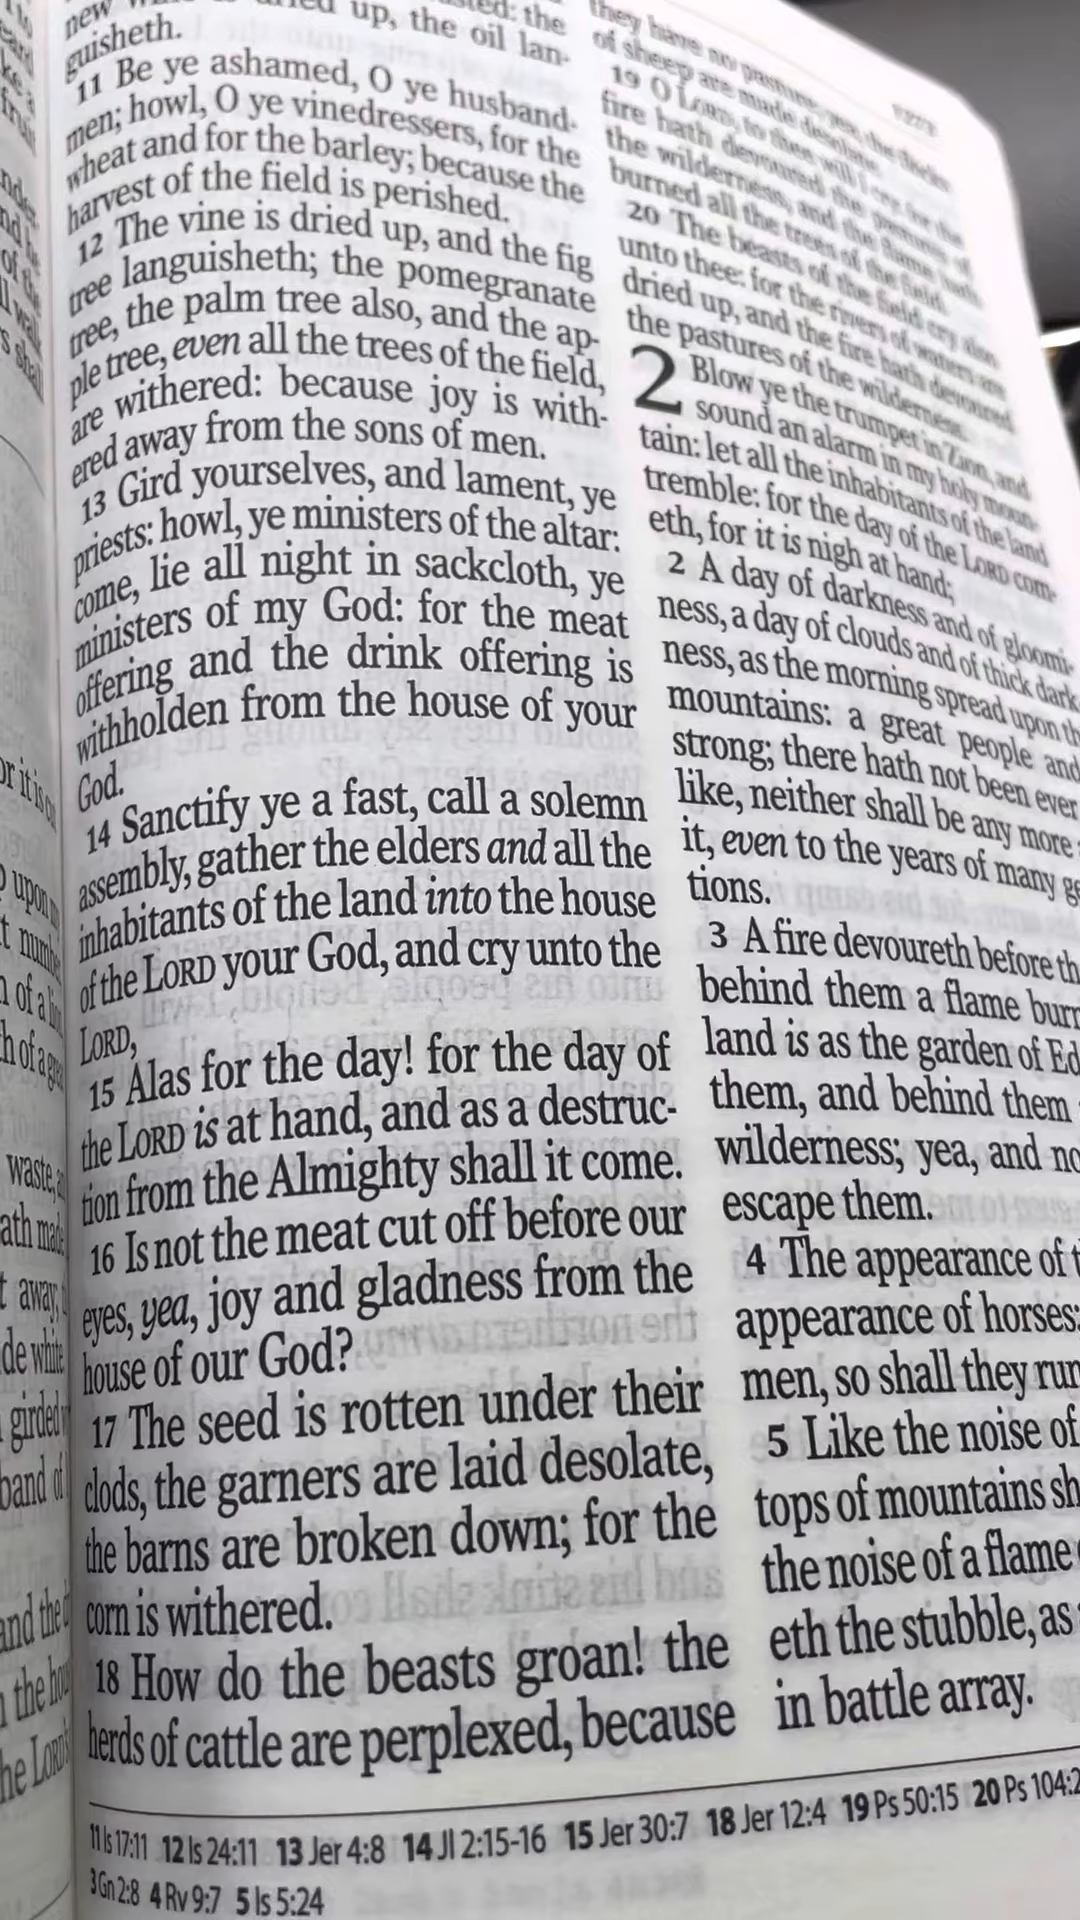 guisheth.
11 Be ye ashamed, O ye husband-
men; howl, O ye vinedressers, for the
wheat and for the barley; because the
harvest of the field is perished.
12 The vine is dried up, and the fig
tree languisheth; the pomegranate
tree, the palm tree also, and the ap-
ple tree, even all the trees of the field,
are withered: because joy is with-
ered away from the sons of men.
13 Gird yourselves, and lament, ye
priests: howl, ye ministers of the altar:
come, lie all night in sackcloth, ye
ministers of my God: for the meat
offering and the drink offering is
withholden from the house of your
God.
14 Sanctify ye a fast, call a solemn
assembly, gather the elders and all the
inhabitants of the land into the house
of the LORD your God, and cry unto the
LORD,
15 Alas for the day! for the day of
the LORD is at hand, and as a destruc-
tion from the Almighty shall it come.
16 Is not the meat cut off before our
eyes, yea, joy and gladness from the
house of our God?
17 The seed is rotten under their
clods, the garners are laid desolate,
the barns are broken down; for the
corn is withered.
18 How do the beasts groan! the
herds of cattle are perplexed, because
they have no pasture; yea, the flocks
of sheep are made desolate.
19 O LORD, to thee will I cry: for the
fire hath devoured the pastures of
the wilderness, and the flame hath
burned all the trees of the field.
20 The beasts of the field cry also
unto thee: for the rivers of waters are
dried up, and the fire hath devoured
the pastures of the wilderness.
2 Blow ye the trumpet in Zion, and
sound an alarm in my holy moun-
tain: let all the inhabitants of the land
tremble: for the day of the LORD com-
eth, for it is nigh at hand;
2 A day of darkness and of gloomi-
ness, a day of clouds and of thick dark
ness, as the morning spread upon th
mountains: a great people and
strong; there hath not been ever
like, neither shall be any more
it, even to the years of many ge
tions.
3 A fire devoureth before th
behind them a flame burn
land is as the garden of Ed
them, and behind them
wilderness; yea, and no
escape them.
4 The appearance of t
appearance of horses:
men, so shall they run
5 Like the noise of
tops of mountains sh
the noise of a flame
eth the stubble, as
in battle array.
11 Is 17:11 12 Is 24:11 13 Jer 4:8 14 Jl 2:15-16 15 Jer 30:7 18 Jer 12:4 19 Ps 50:15 20 Ps 104:2
3 Gn 2:8 4 Rv 9:7 5 Is 5:24